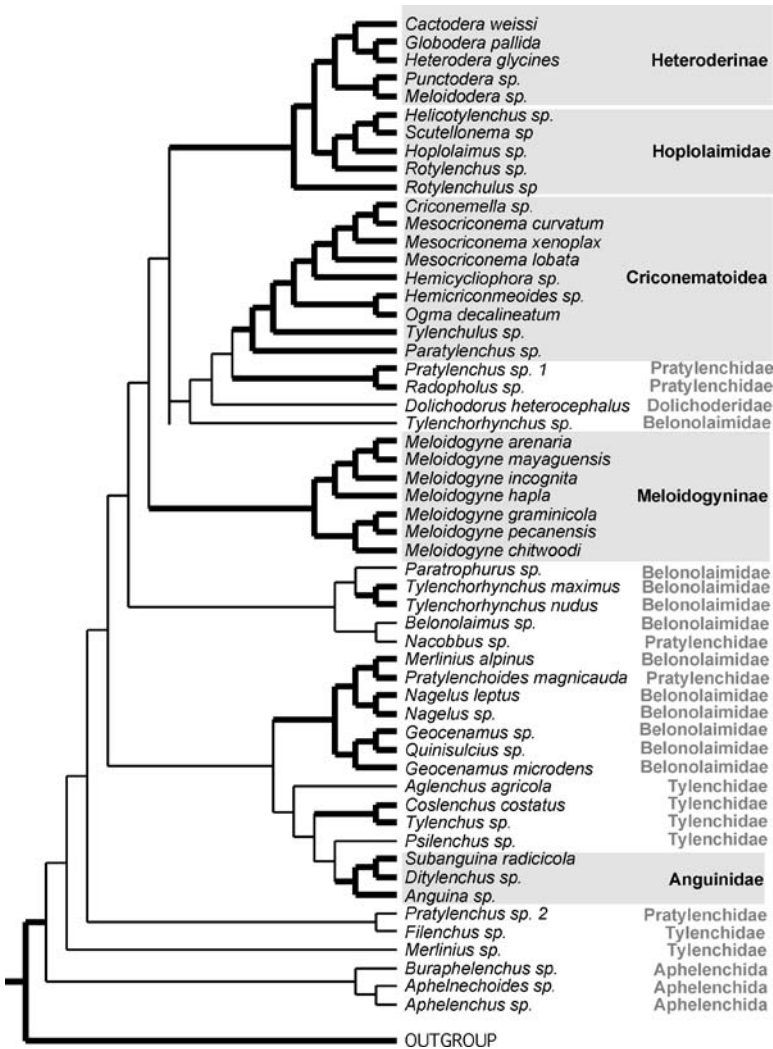 Cactodera weissi
Globodera pallida
Heterodera glycines Heteroderinae
Punctodera sp.
Meloidodera sp.
Helicotylenchus sp.
Scutellonema sp
Hoplolaimus sp. Hoplolaimidae
Rotylenchus sp.
Rotylenchulus sp
Criconemella sp.
Mesocriconema curvatum
Mesocriconema xenoplax
Mesocriconema lobata
Hemicycliophora sp. Criconematoidea
Hemicriconmeoides sp.
Ogma decalineatum
Tylenchulus sp.
Paratylenchus sp.
Pratylenchus sp. 1 Pratylenchidae
Radopholus sp. Pratylenchidae
Dolichodorus heterocephalus Dolichoderidae
Tylenchorhynchus sp. Belonolaimidae
Meloidogyne arenaria
Meloidogyne mayaguensis
Meloidogyne incognita
Meloidogyne hapla Meloidogyninae
Meloidogyne graminicola
Meloidogyne pecanensis
Meloidogyne chitwoodi
Paratrophurus sp. Belonolaimidae
Tylenchorhynchus maximus Belonolaimidae
Tylenchorhynchus nudus Belonolaimidae
Belonolaimus sp. Belonolaimidae
Nacobbus sp. Pratylenchidae
Merlinius alpinus Belonolaimidae
Pratylenchoides magnicauda Pratylenchidae
Nagelus leptus Belonolaimidae
Nagelus sp. Belonolaimidae
Geocenamus sp. Belonolaimidae
Quinisulcius sp. Belonolaimidae
Geocenamus microdens Belonolaimidae
Aglenchus agricola Tylenchidae
Coslenchus costatus Tylenchidae
Tylenchus sp. Tylenchidae
Psilenchus sp. Tylenchidae
Subanguina radicicola
Ditylenchus sp. Anguinidae
Anguina sp.
Pratylenchus sp. 2 Pratylenchidae
Filenchus sp. Tylenchidae
Merlinius sp. Tylenchidae
Buraphelenchus sp. Aphelenchida
Aphelnechoides sp. Aphelenchida
Aphelenchus sp. Aphelenchida
OUTGROUP